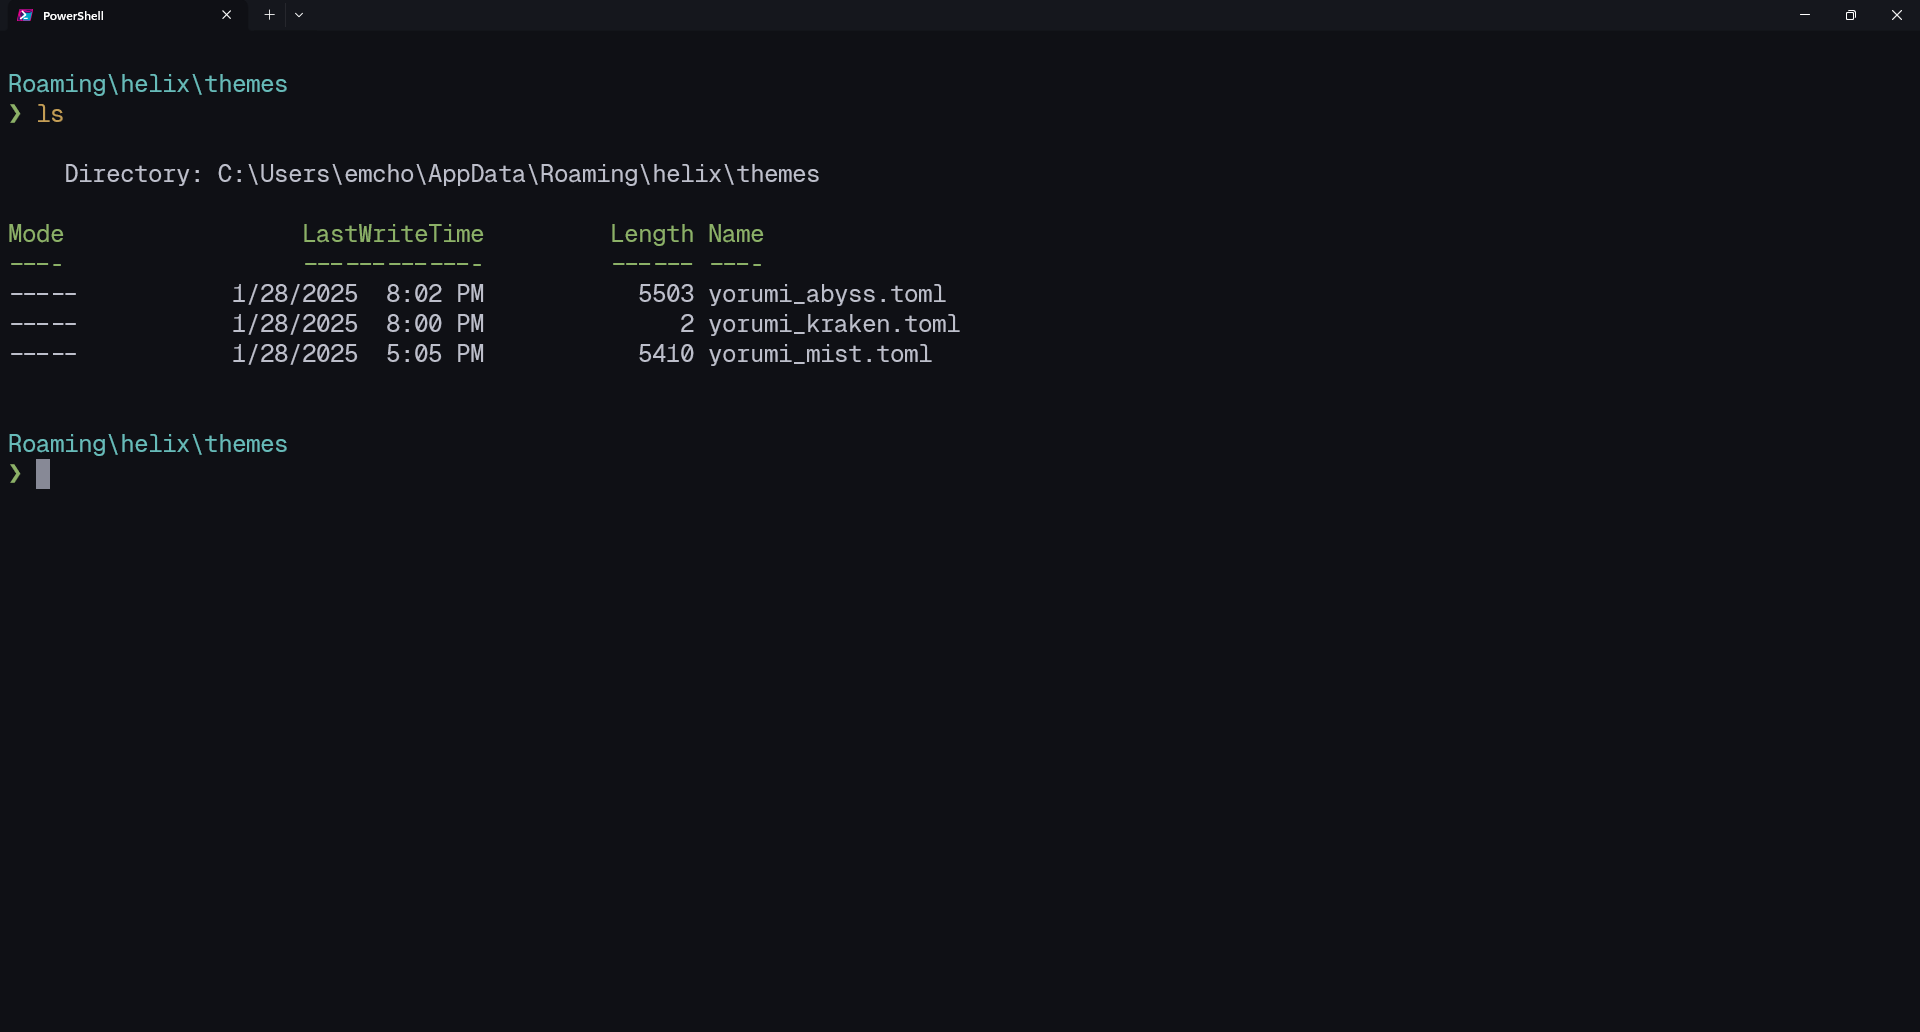 PowerShell
Roaming\helix\themes
❯ ls
Directory: C:\Users\emcho\AppData\Roaming\helix\themes
Mode LastWriteTime Length Name
---- ------------- ------ ----
----- 1/28/2025 8:02 PM 5503 yorumi_abyss.toml
----- 1/28/2025 8:00 PM 2 yorumi_kraken.toml
----- 1/28/2025 5:05 PM 5410 yorumi_mist.toml
Roaming\helix\themes
❯